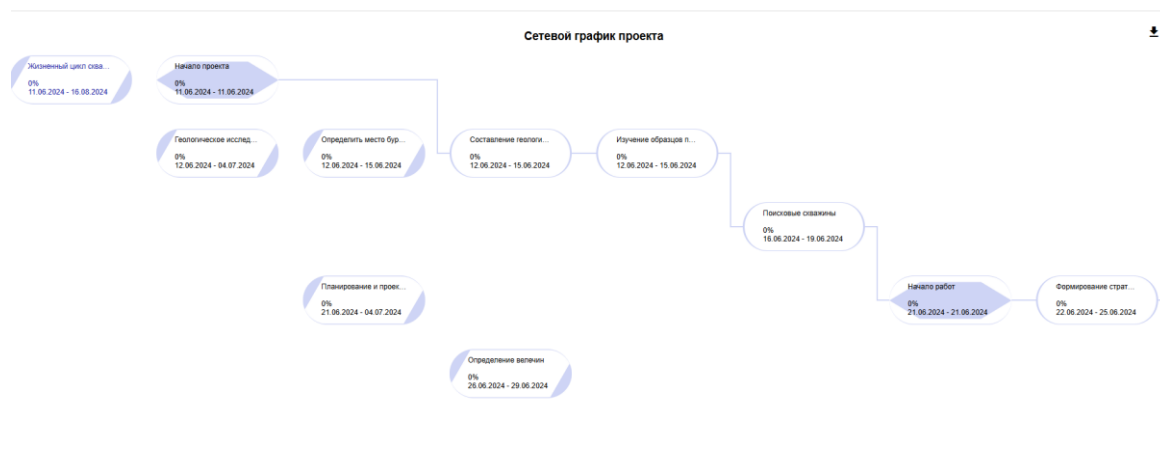 Сетевой график проекта
Жизненный цикл сква...
0%
11.06.2024 - 16.08.2024
Начало проекта
0%
11.06.2024 - 11.06.2024
Геологическое исслед...
0%
12.06.2024 - 04.07.2024
Определить место бур...
0%
12.06.2024 - 15.06.2024
Составление геологи...
0%
12.06.2024 - 15.06.2024
Изучение образцов п...
0%
12.06.2024 - 15.06.2024
Поисковые скважины
0%
16.06.2024 - 19.06.2024
Планирование и проек...
0%
21.06.2024 - 04.07.2024
Начало работ
0%
21.06.2024 - 21.06.2024
Формирование страт...
0%
22.06.2024 - 25.06.2024
Определение велечин
0%
26.06.2024 - 29.06.2024